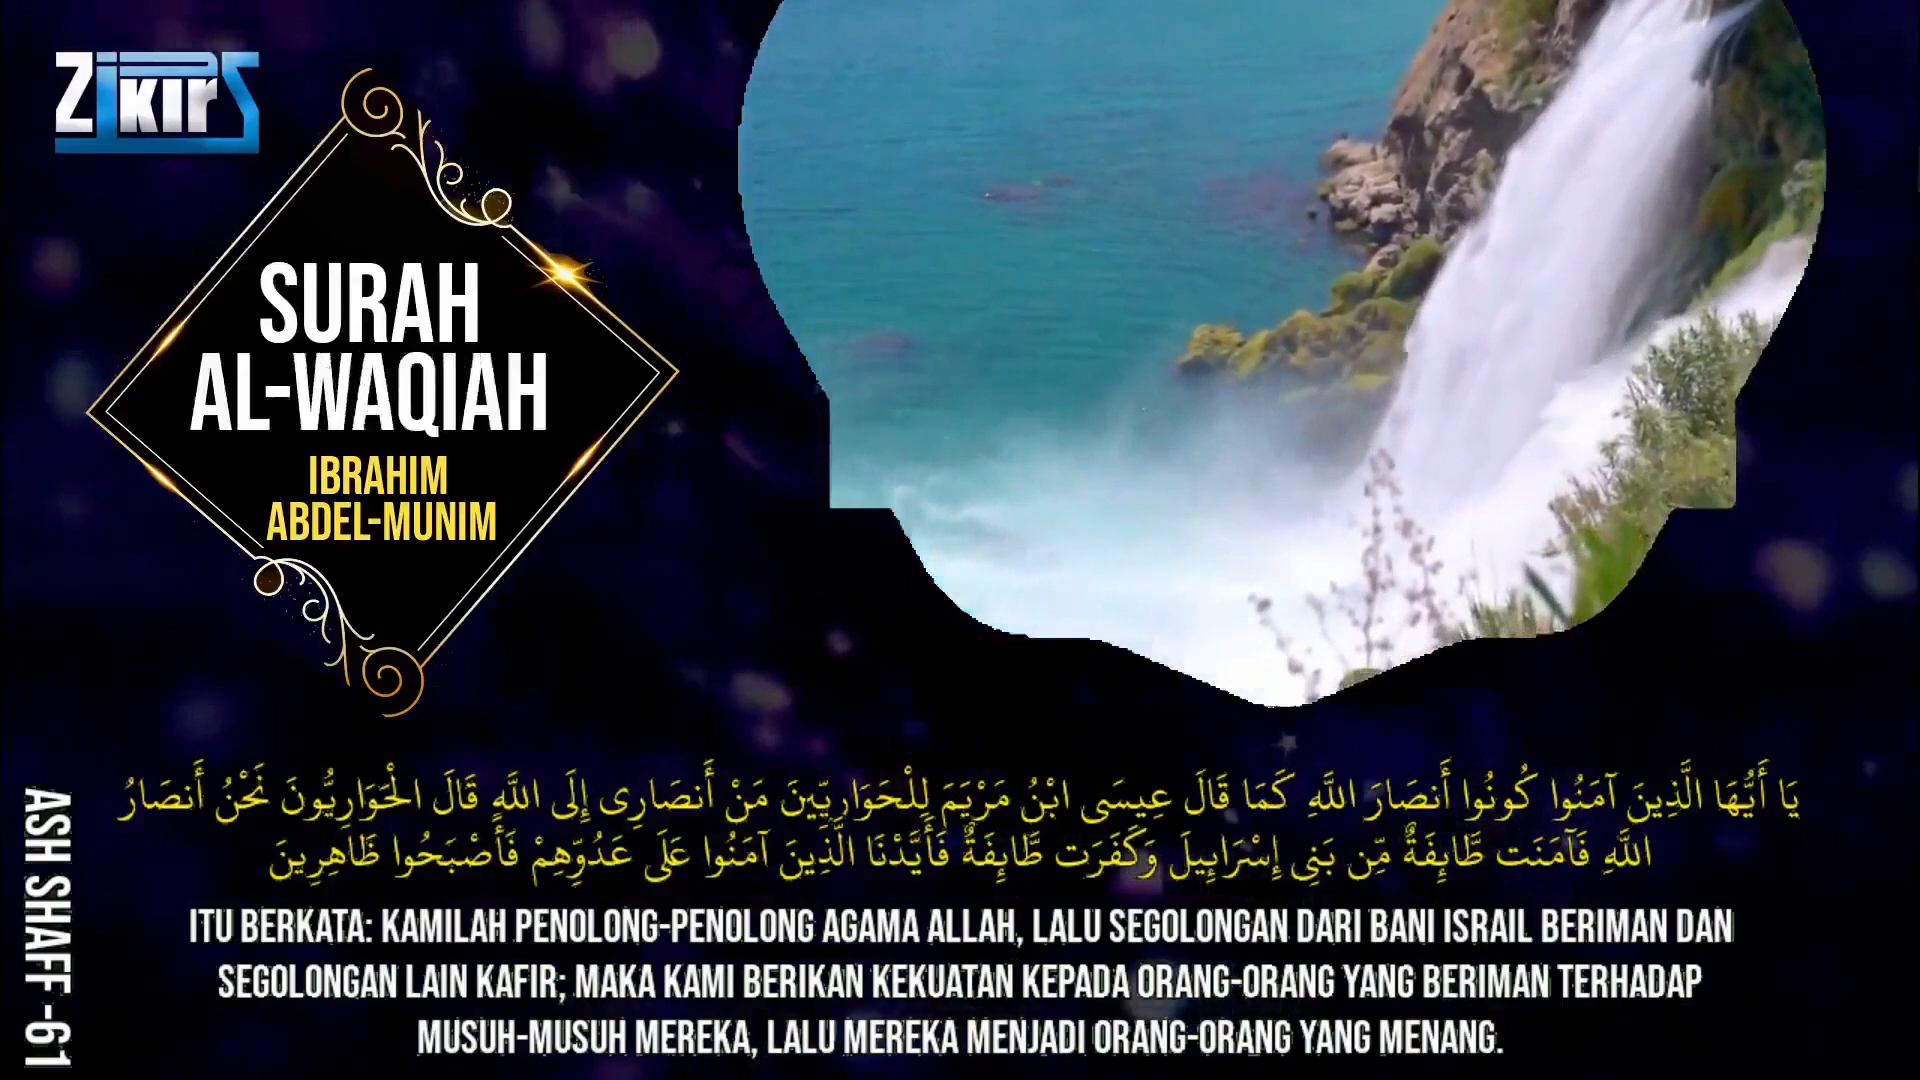 ZikirS
SURAH
AL-WAQIAH
IBRAHIM
ABDEL-MUNIM
يَا أَيُّهَا الَّذِينَ آمَنُوا كُونُوا أَنصَارَ اللَّهِ كَمَا قَالَ عِيسَى ابْنُ مَرْيَمَ لِلْحَوَارِيِّينَ مَنْ أَنصَارِى إِلَى اللَّهِ قَالَ الْحَوَارِيُّونَ نَحْنُ أَنصَارُ
اللَّهِ فَآمَنَت طَّايِفَةٌ مِّن بَنِى إِسْرَايِيلَ وَكَفَرَت طَّايِفَةٌ فَأَيَّدْنَا الَّذِينَ آمَنُوا عَلَى عَدُوِّهِمْ فَأَصْبَحُوا ظَاهِرِينَ
ITU BERKATA: KAMILAH PENOLONG-PENOLONG AGAMA ALLAH, LALU SEGOLONGAN DARI BANI ISRAIL BERIMAN DAN
SEGOLONGAN LAIN KAFIR; MAKA KAMI BERIKAN KEKUATAN KEPADA ORANG-ORANG YANG BERIMAN TERHADAP
MUSUH-MUSUH MEREKA, LALU MEREKA MENJADI ORANG-ORANG YANG MENANG.
ASH SHAFF -61